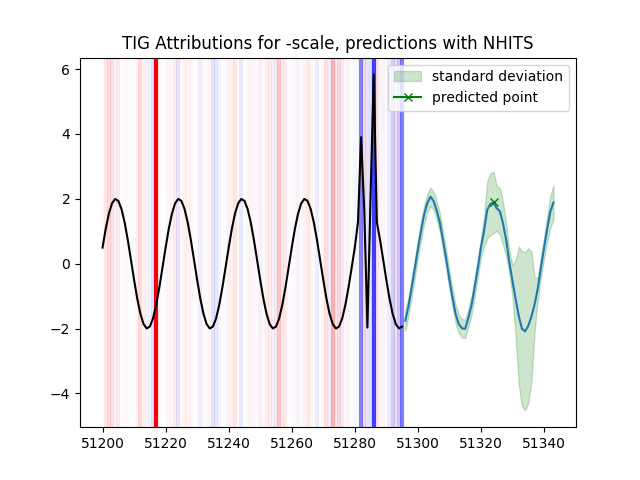 TIG Attributions for -scale, predictions with NHITS
standard deviation
predicted point
6
4
2
0
−2
−4
51200 51220 51240 51260 51280 51300 51320 51340